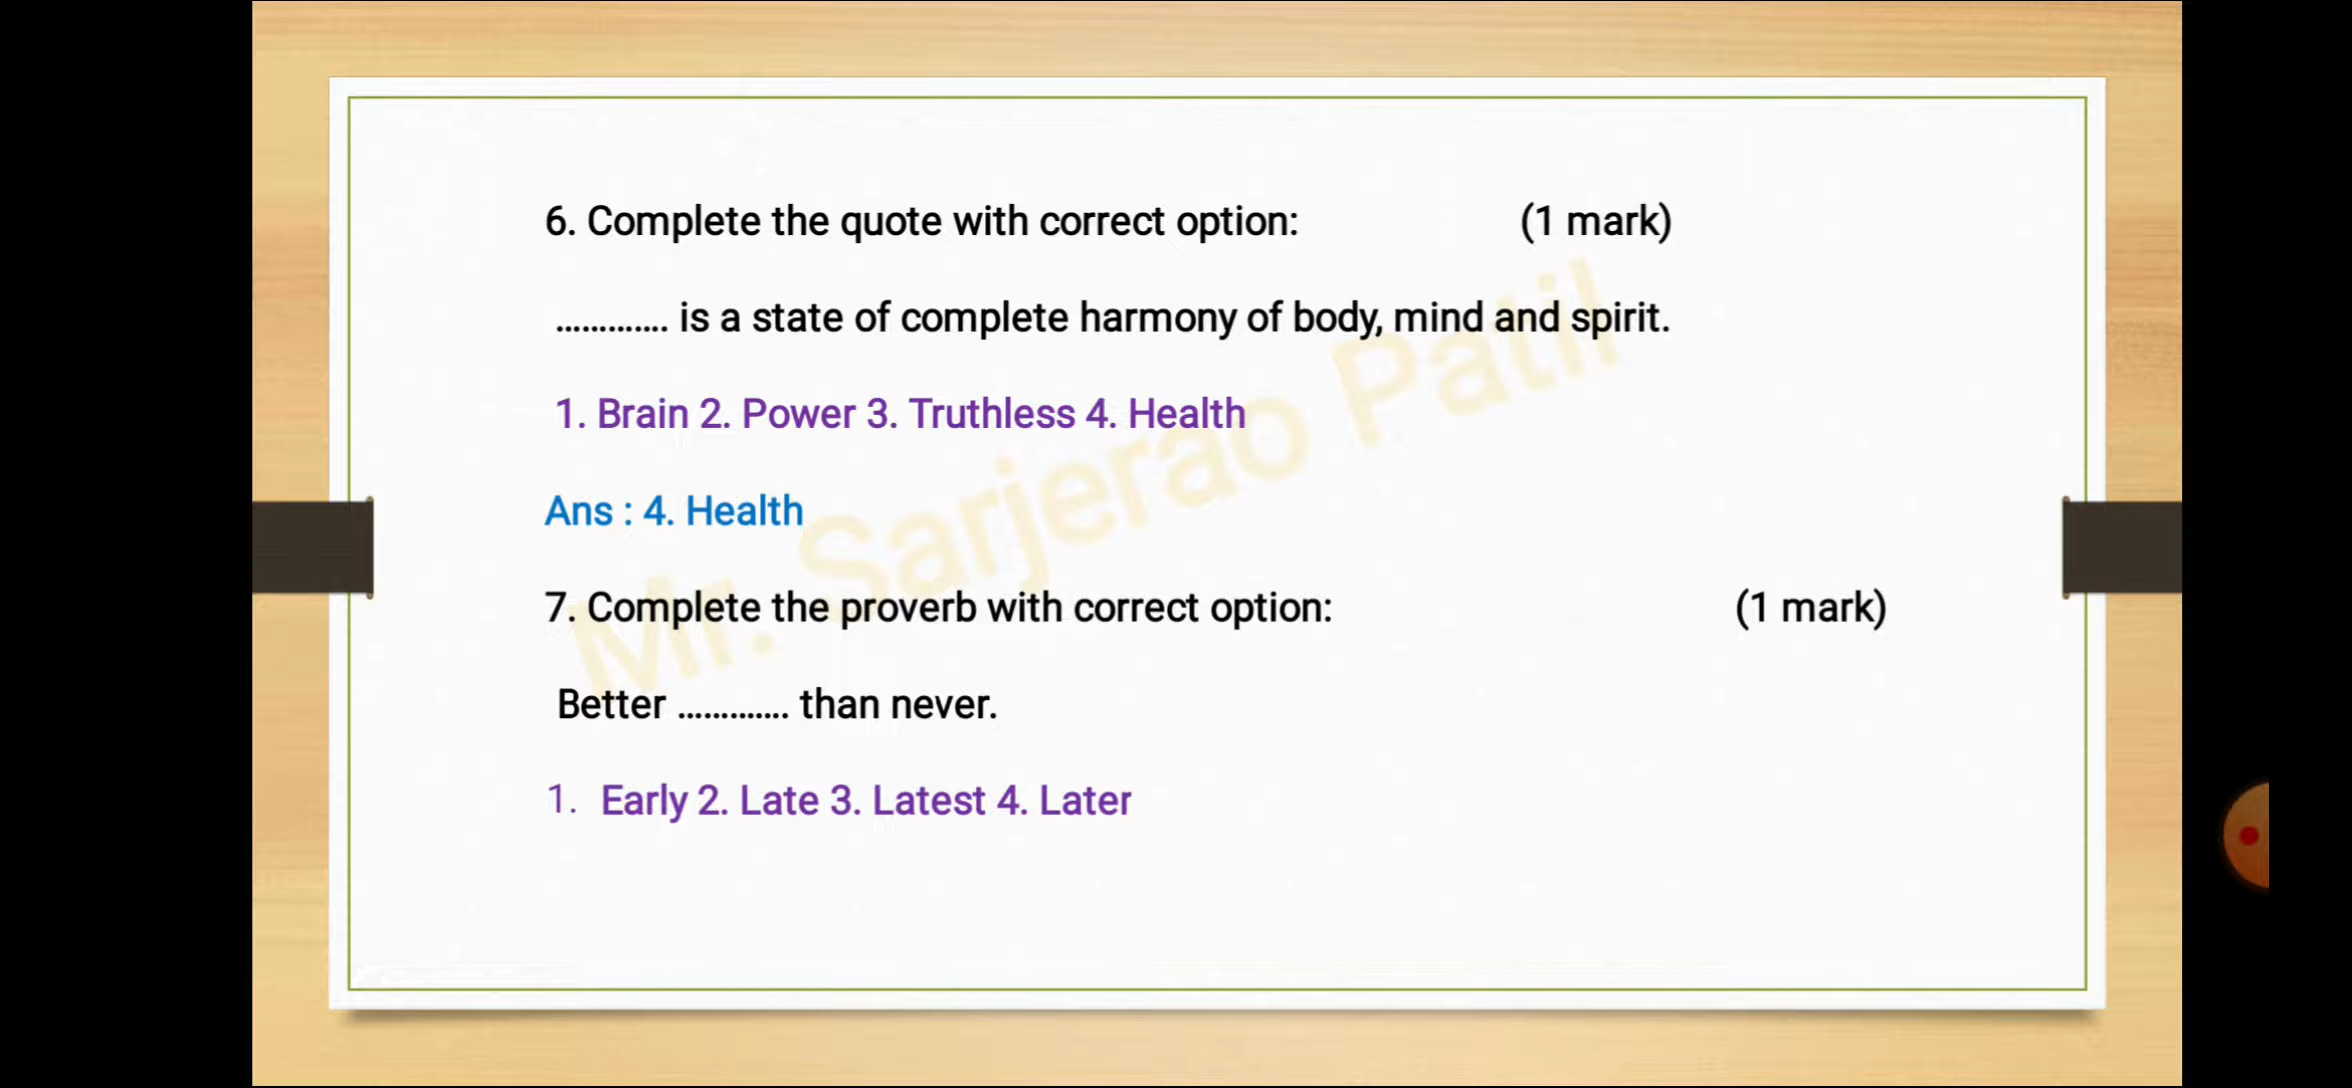 6. Complete the quote with correct option: (1 mark)
............. is a state of complete harmony of body, mind and spirit.
1. Brain 2. Power 3. Truthless 4. Health
Ans : 4. Health
7. Complete the proverb with correct option: (1 mark)
Better ............. than never.
1. Early 2. Late 3. Latest 4. Later
Mr. Sarjerao Patil